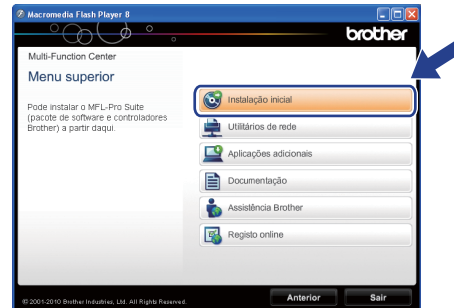 Macromedia Flash Player 8
brother
Multi-Function Center
Menu superior
Pode instalar o MFL-Pro Suite
(pacote de software e controladores
Brother) a partir daqui.
Instalação inicial
Utilitários de rede
Aplicações adicionais
Documentação
Assistência Brother
Registo online
© 2001-2010 Brother Industries, Ltd. All Rights Reserved.
Anterior
Sair